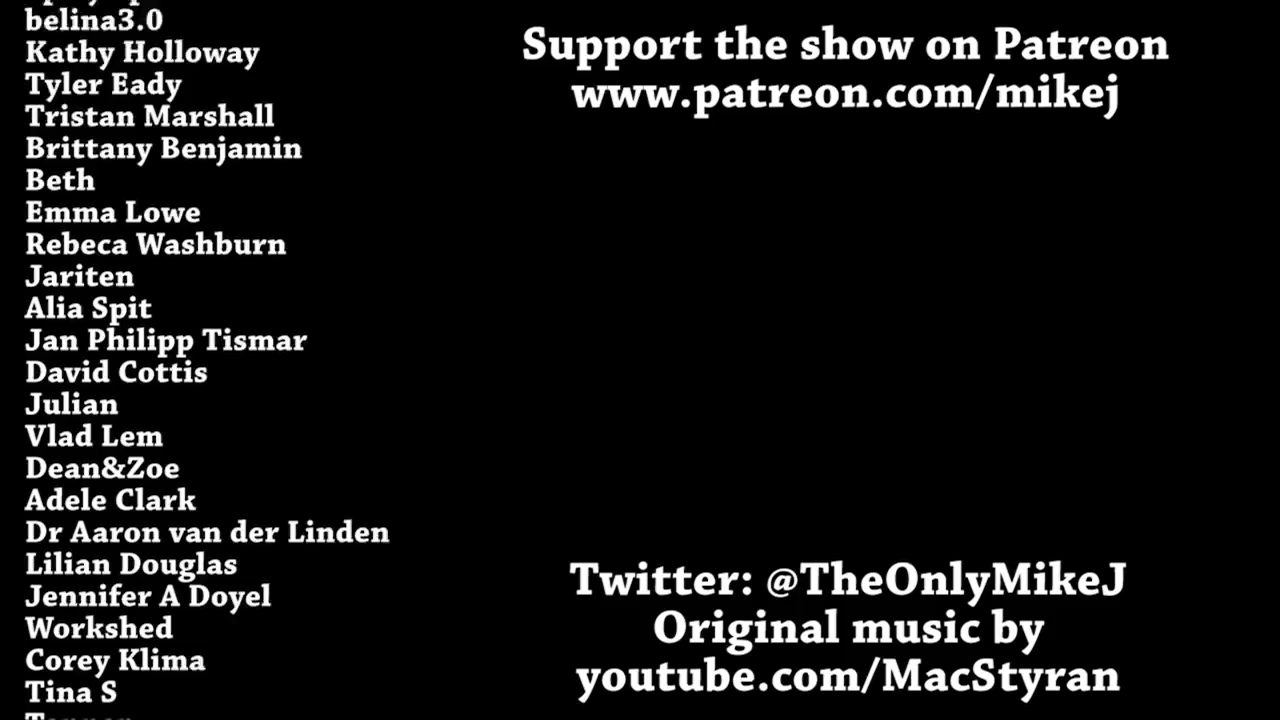 belina3.0
Kathy Holloway
Tyler Eady
Tristan Marshall
Brittany Benjamin
Beth
Emma Lowe
Rebeca Washburn
Jariten
Alia Spit
Jan Philipp Tismar
David Cottis
Julian
Vlad Lem
Dean&Zoe
Adele Clark
Dr Aaron van der Linden
Lilian Douglas
Jennifer A Doyel
Workshed
Corey Klima
Tina S
Support the show on Patreon
www.patreon.com/mikej
Twitter: @TheOnlyMikeJ
Original music by
youtube.com/MacStyran